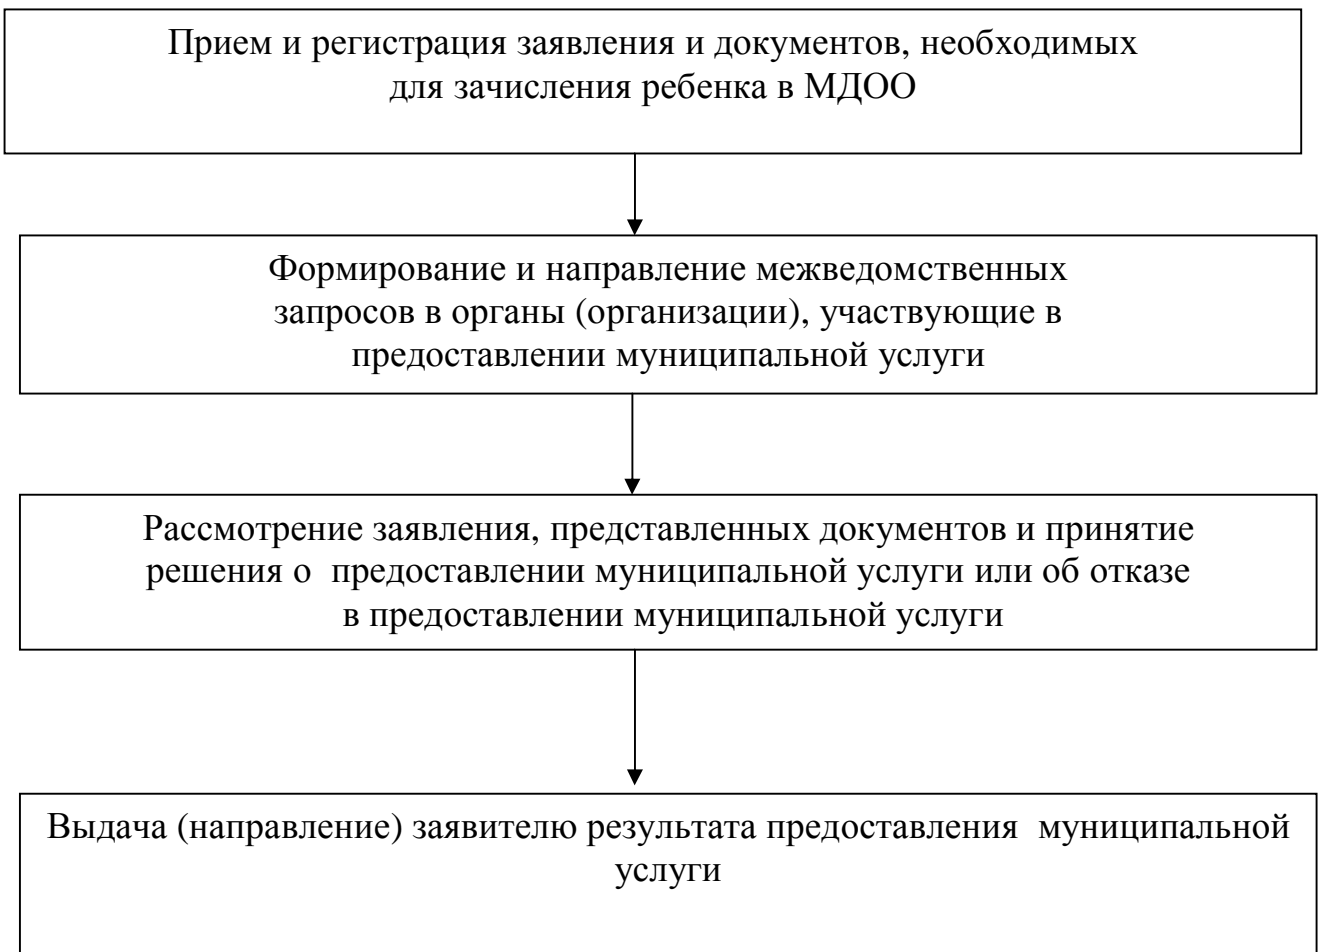 Прием и регистрация заявления и документов, необходимых
для зачисления ребенка в МДОО
Формирование и направление межведомственных
запросов в органы (организации), участвующие в
предоставлении муниципальной услуги
Рассмотрение заявления, представленных документов и принятие
решения о  предоставлении муниципальной услуги или об отказе
в предоставлении муниципальной услуги
Выдача (направление) заявителю результата предоставления  муниципальной
услуги